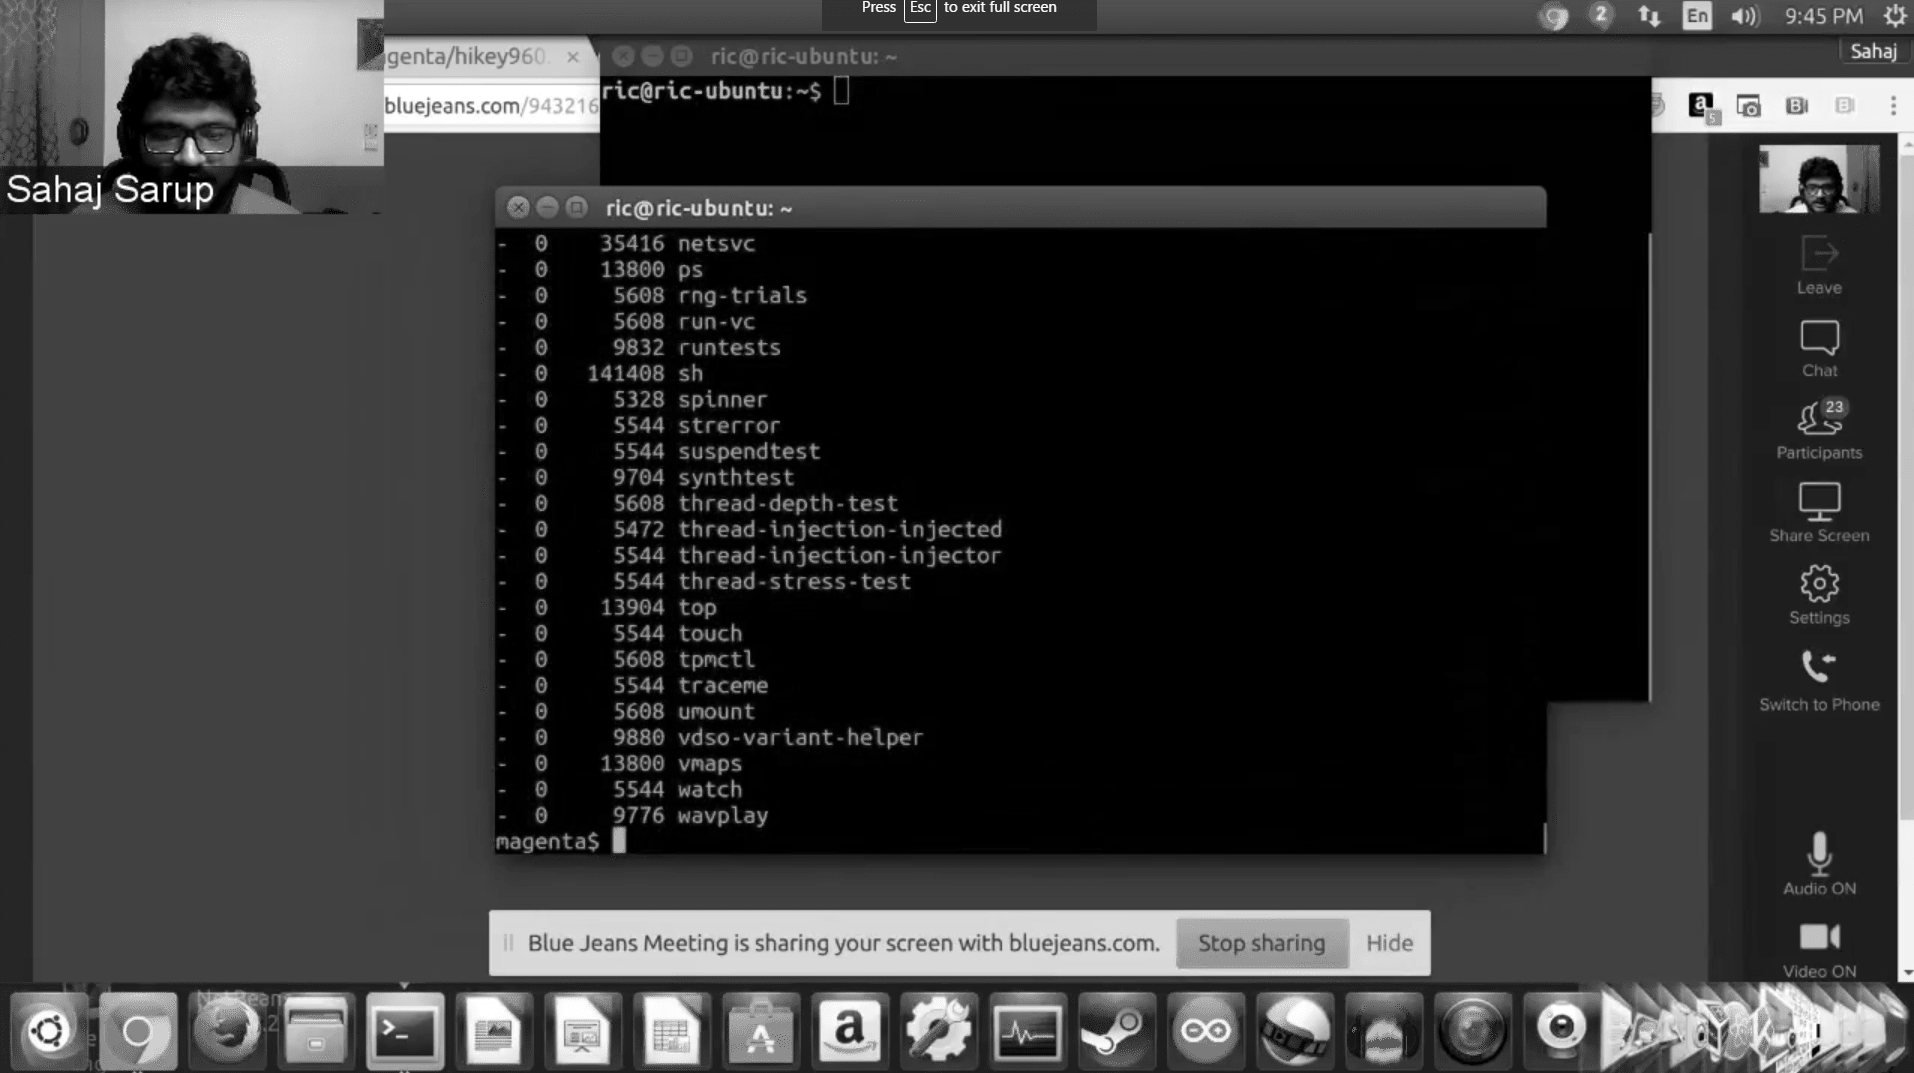 Press Esc to exit full screen
2
En
9:45 PM
Sahaj
genta/hikey960
ric@ric-ubuntu: ~
bluejeans.com/943216
ric@ric-ubuntu:~$
5
Sahaj Sarup
ric@ric-ubuntu: ~
- 0 35416 netsvc
- 0 13800 ps
- 0 5608 rng-trials
- 0 5608 run-vc
- 0 9832 runtests
- 0 141408 sh
- 0 5328 spinner
- 0 5544 strerror
- 0 5544 suspendtest
- 0 9704 synthtest
- 0 5608 thread-depth-test
- 0 5472 thread-injection-injected
- 0 5544 thread-injection-injector
- 0 5544 thread-stress-test
- 0 13904 top
- 0 5544 touch
- 0 5608 tpmctl
- 0 5544 traceme
- 0 5608 umount
- 0 9880 vdso-variant-helper
- 0 13800 vmaps
- 0 5544 watch
- 0 9776 wavplay
magenta$
Leave
Chat
23
Participants
Share Screen
Settings
Switch to Phone
Audio ON
Video ON
Blue Jeans Meeting is sharing your screen with bluejeans.com.
Stop sharing
Hide